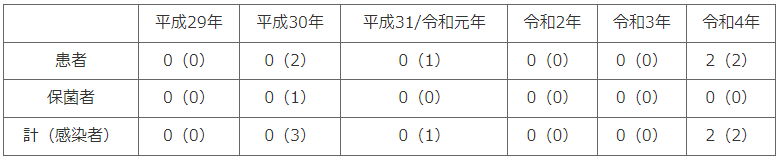 平成29年 平成30年 平成31/令和元年 令和2年 令和3年 令和4年
患者 0（0） 0（2） 0（1） 0（0） 0（0） 2（2）
保菌者 0（0） 0（1） 0（0） 0（0） 0（0） 0（0）
計（感染者） 0（0） 0（3） 0（1） 0（0） 0（0） 2（2）